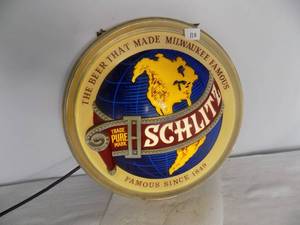 THE BEER THAT MADE MILWAUKEE FAMOUS
SCHLITZ
TRADE
PURE
MARK
FAMOUS SINCE 1849